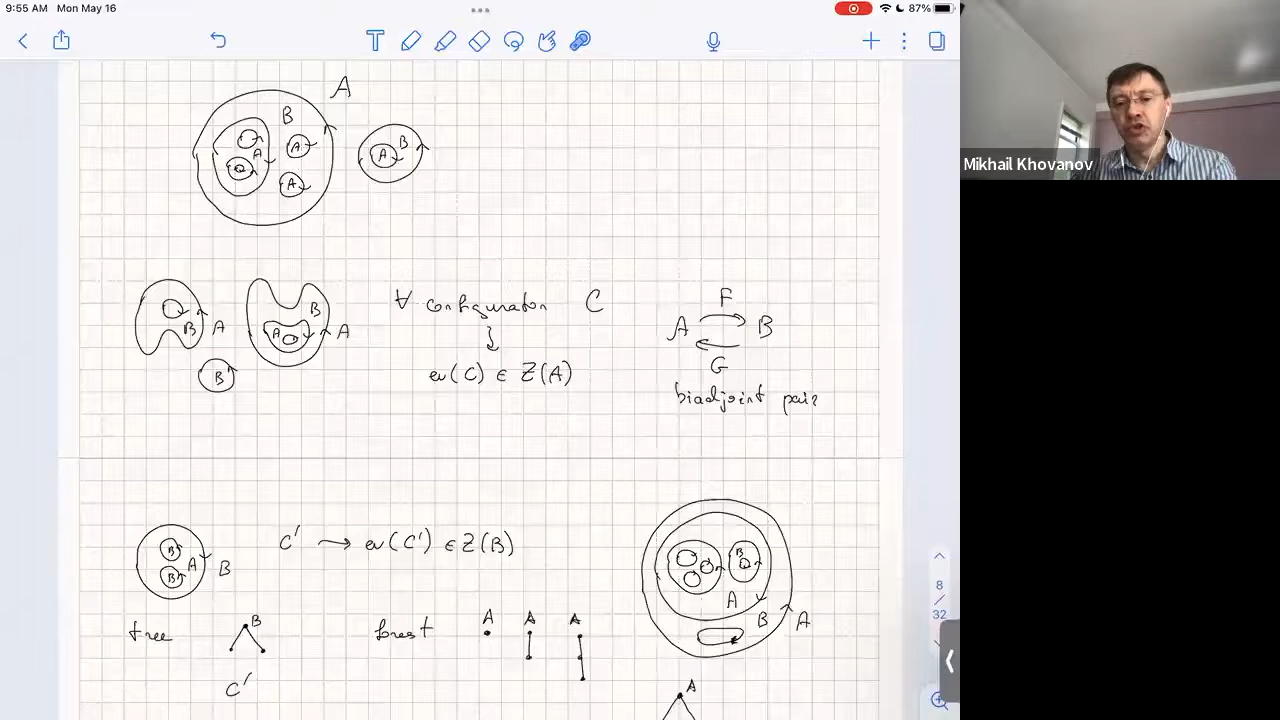 9:55 AM Mon May 16
87%
Mikhail Khovanov
A
B
A
A
A
A
B
B
A
B
A
A
B
∀ configuration C
ev(C) ∈ Z(A)
F
A B
G
biadjoint pair
B
B
A
B
C' → ev(C') ∈ Z(B)
B
A
B
A
tree
B
C'
forest
A
A
A
A
8
/
32